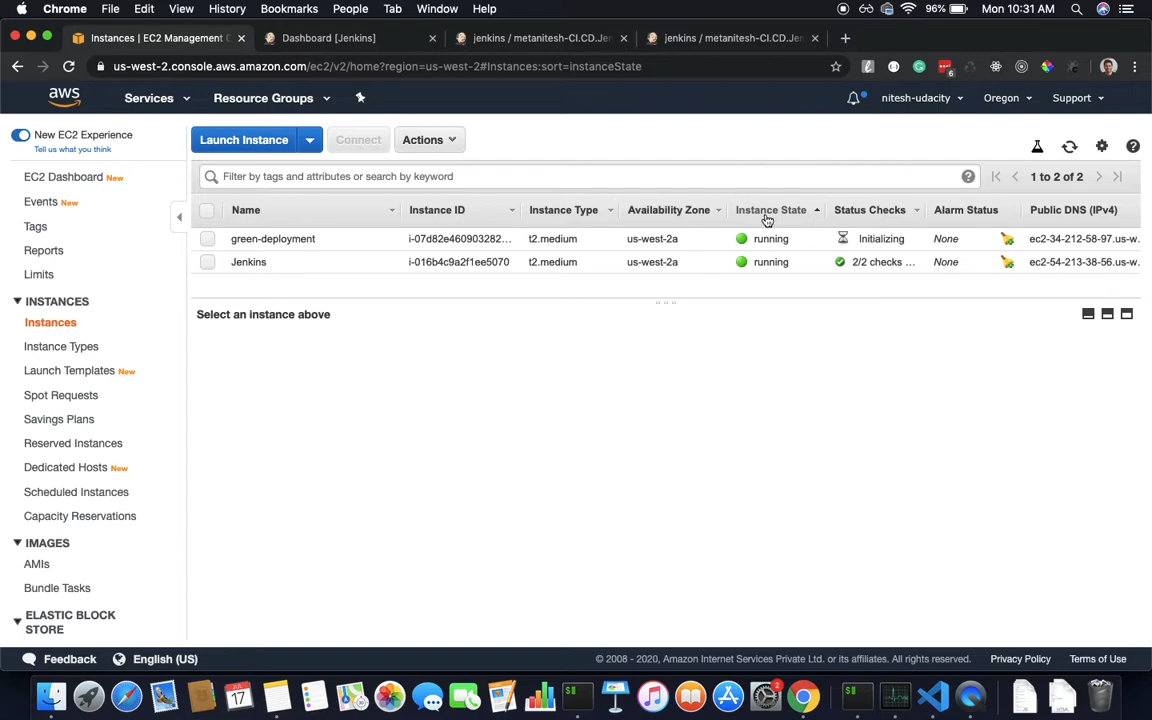 Chrome File Edit View History Bookmarks People Tab Window Help 96% Mon 10:31 AM
Instances | EC2 Management C Dashboard [Jenkins] jenkins / metanitesh-CI.CD.Jen jenkins / metanitesh-CI.CD.Jen
us-west-2.console.aws.amazon.com/ec2/v2/home?region=us-west-2#Instances:sort=instanceState 6
aws Services Resource Groups nitesh-udacity Oregon Support
New EC2 Experience
Tell us what you think
Launch Instance Connect Actions
EC2 Dashboard New
Events New
Tags
Reports
Limits
INSTANCES
Instances
Instance Types
Launch Templates New
Spot Requests
Savings Plans
Reserved Instances
Dedicated Hosts New
Scheduled Instances
Capacity Reservations
IMAGES
AMIs
Bundle Tasks
ELASTIC BLOCK
STORE
Filter by tags and attributes or search by keyword 1 to 2 of 2
Name Instance ID Instance Type Availability Zone Instance State Status Checks Alarm Status Public DNS (IPv4)
green-deployment i-07d82e460903282... t2.medium us-west-2a running Initializing None ec2-34-212-58-97.us-w.
Jenkins i-016b4c9a2f1ee5070 t2.medium us-west-2a running 2/2 checks ... None ec2-54-213-38-56.us-w.
Select an instance above
Feedback English (US) © 2008 - 2020, Amazon Internet Services Private Ltd. or its affiliates. All rights reserved. Privacy Policy Terms of Use
JUL
17
2